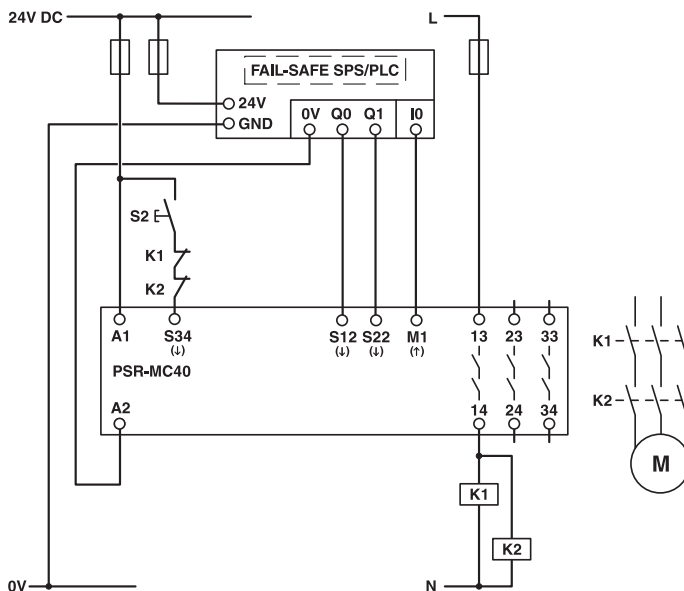 24V DC
L
FAIL-SAFE SPS/PLC
24V
GND
0V Q0 Q1 I0
S2
K1
K2
A1 S34 S12 S22 M1 13 23 33
(↓) (↓) (↓) (↑)
PSR-MC40
A2 14 24 34
K1
K2
K1
K2
M
0V
N